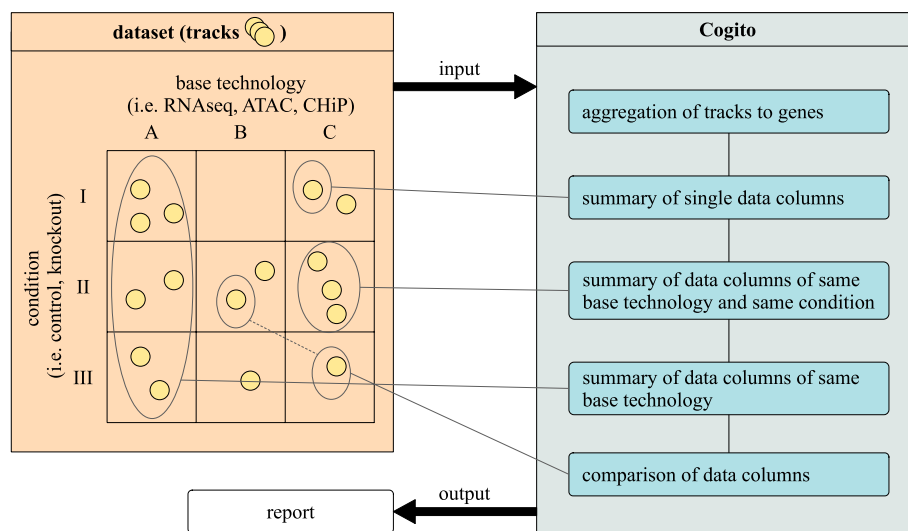 dataset (tracks )
base technology
(i.e. RNAseq, ATAC, CHiP)
A B C
I
II
III
condition
(i.e. control, knockout)
input
Cogito
aggregation of tracks to genes
summary of single data columns
summary of data columns of same
base technology and same condition
summary of data columns of same
base technology
comparison of data columns
output
report